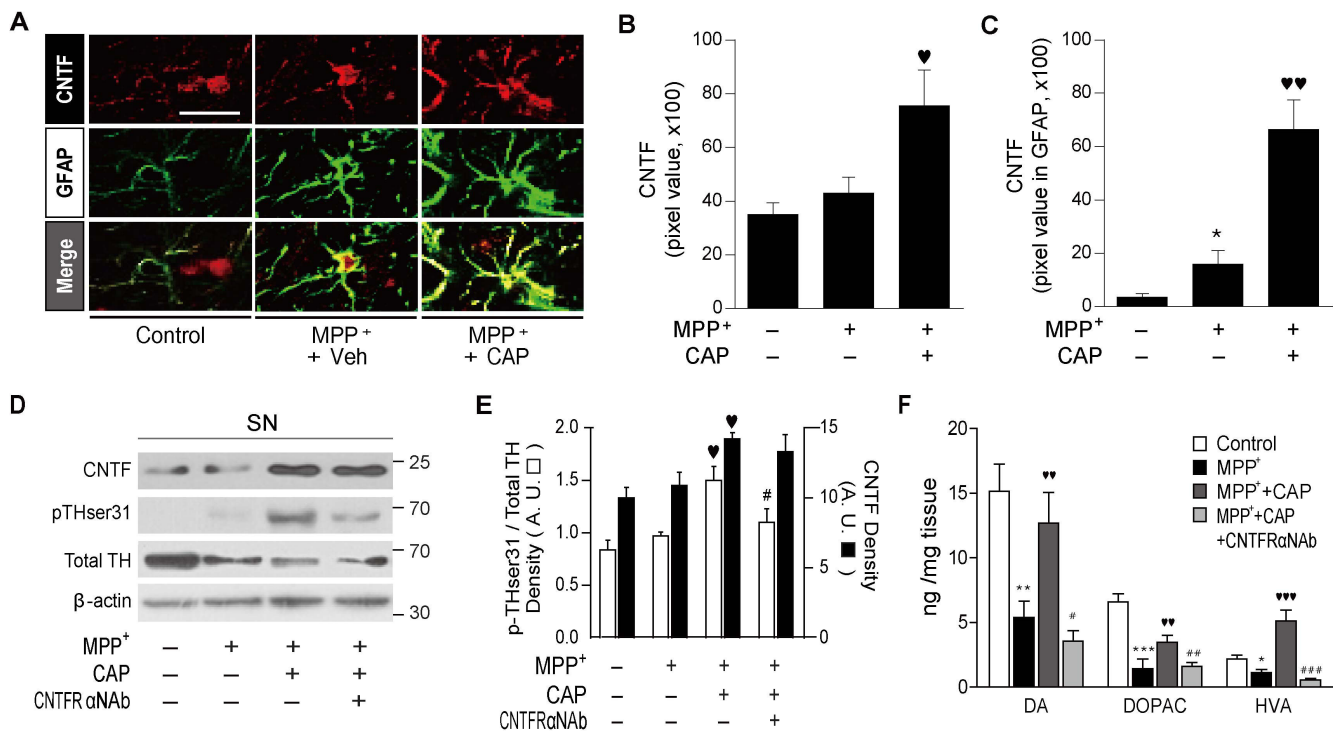 A
CNTF
GFAP
Merge
Control
MPP+ + Veh
MPP+ + CAP
B
CNTF
(pixel value, x100)
100
80
60
40
20
0
♥
MPP+ – + +
CAP – – +
C
CNTF
(pixel value in GFAP, x100)
100
80
60
40
20
0
*
♥♥
MPP+ – + +
CAP – – +
D
SN
CNTF
25
pTHser31
70
Total TH
70
β-actin
30
MPP+ – + + +
CAP – – + +
CNTFR αNAb – – – +
E
p-THser31 / Total TH
Density ( A. U. □ )
2.0
1.5
1.0
0.5
0.0
♥
♥
#
15
10
5
0
CNTF Density
(A. U. ■ )
MPP+ – + + +
CAP – – + +
CNTFRαNAb – – – +
F
ng /mg tissue
20
15
10
5
0
Control
MPP+
MPP++CAP
MPP++CAP
+CNTFRαNAb
**
♥♥
#
***
♥♥
##
*
♥♥♥
###
DA
DOPAC
HVA